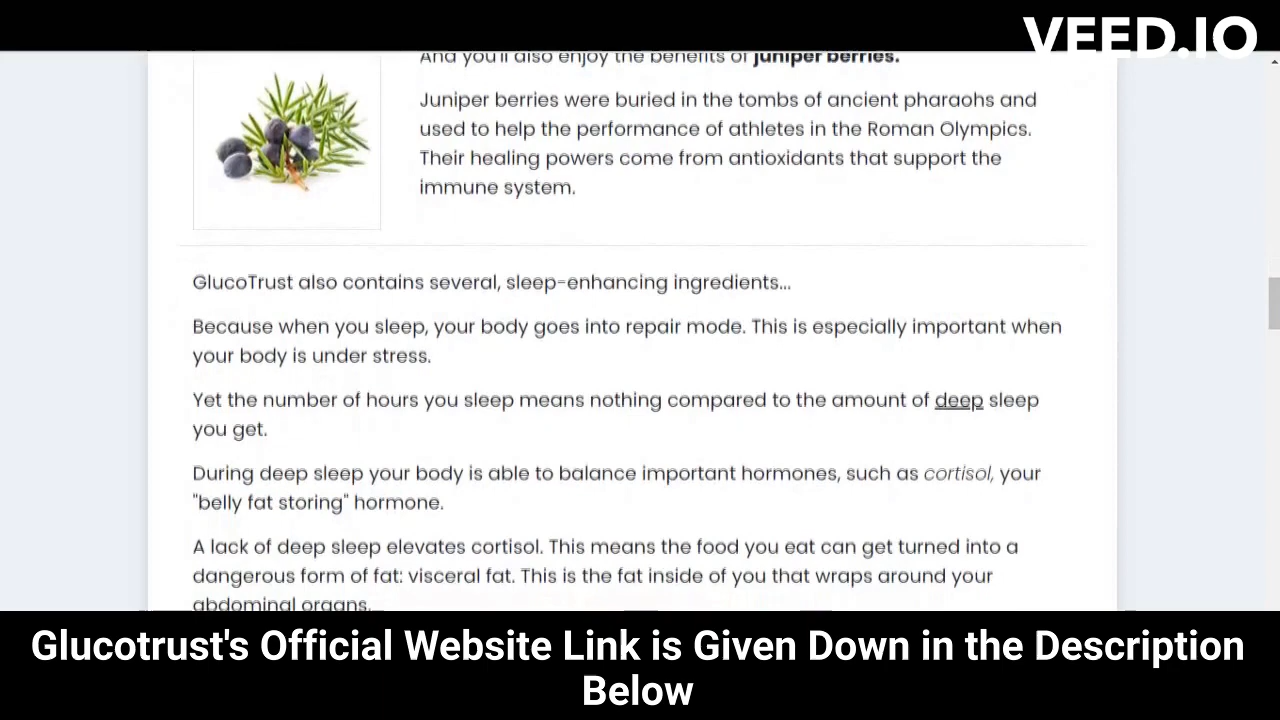 VEED.IO
And you'll also enjoy the benefits of juniper berries.
Juniper berries were buried in the tombs of ancient pharaohs and
used to help the performance of athletes in the Roman Olympics.
Their healing powers come from antioxidants that support the
immune system.
GlucoTrust also contains several, sleep-enhancing ingredients...
Because when you sleep, your body goes into repair mode. This is especially important when
your body is under stress.
Yet the number of hours you sleep means nothing compared to the amount of deep sleep
you get.
During deep sleep your body is able to balance important hormones, such as cortisol, your
"belly fat storing" hormone.
A lack of deep sleep elevates cortisol. This means the food you eat can get turned into a
dangerous form of fat: visceral fat. This is the fat inside of you that wraps around your
abdominal organs.
Glucotrust's Official Website Link is Given Down in the Description
Below